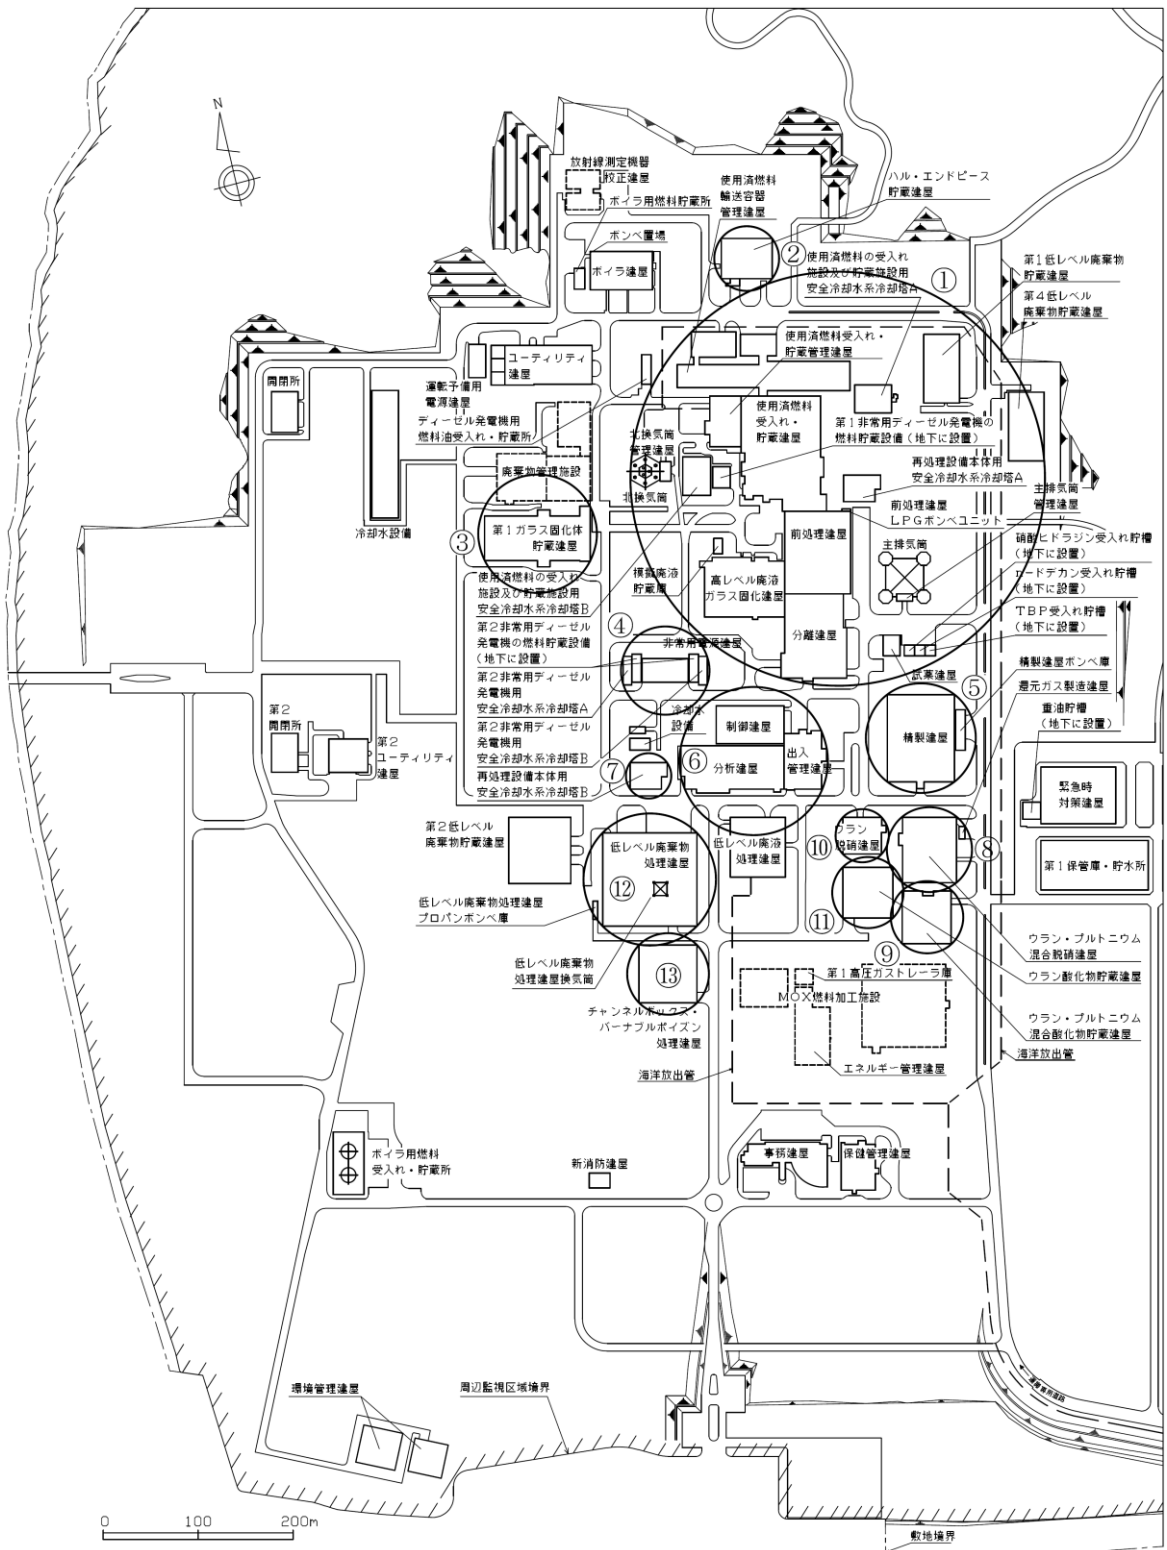 N
放射線測定機器
校正建屋
使用済燃料
輸送容器
管理建屋
ハル・エンドピース
貯蔵建屋
ボイラ用燃料貯蔵所
ボンベ置場
ボイラ建屋
②
使用済燃料の受入れ
施設及び貯蔵施設用
安全冷却水系冷却塔A
①
第1低レベル廃棄物
貯蔵建屋
第4低レベル
廃棄物貯蔵建屋
使用済燃料受入れ・
貯蔵管理建屋
ユーティリティ
建屋
開閉所
運転予備用
電源建屋
ディーゼル発電機用
燃料油受入れ・貯蔵所
使用済燃料
受入れ・
貯蔵建屋
第1非常用ディーゼル発電機の
燃料貯蔵設備(地下に設置)
北換気筒
管理建屋
廃棄物管理施設
北換気筒
再処理設備本体用
安全冷却水系冷却塔A
主排気筒
管理建屋
冷却水設備
③
第1ガラス固化体
貯蔵建屋
前処理建屋
LPGボンベユニット
前処理建屋
主排気筒
硝酸ヒドラジン受入れ貯槽
(地下に設置)
n-ドデカン受入れ貯槽
(地下に設置)
使用済燃料の受入れ
施設及び貯蔵施設用
安全冷却水系冷却塔B
模擬廃液
貯蔵庫
高レベル廃液
ガラス固化建屋
TBP受入れ貯槽
(地下に設置)
第2非常用ディーゼル
発電機の燃料貯蔵設備
(地下に設置)
④
非常用電源建屋
分離建屋
試薬建屋
精製建屋ボンベ庫
還元ガス製造建屋
第2非常用ディーゼル
発電機用
安全冷却水系冷却塔A
⑤
重油貯槽
(地下に設置)
第2
開閉所
第2
ユーティリティ
建屋
第2非常用ディーゼル
発電機用
安全冷却水系冷却塔B
冷却水
設備
制御建屋
精製建屋
⑥
分析建屋
出入
管理建屋
再処理設備本体用
安全冷却水系冷却塔B
⑦
緊急時
対策建屋
第2低レベル
廃棄物貯蔵建屋
低レベル廃棄物
処理建屋
低レベル廃液
処理建屋
⑩
ウラン
脱硝建屋
⑧
第1保管庫・貯水所
⑫
低レベル廃棄物処理建屋
プロパンボンベ庫
⑪
⑨
ウラン・プルトニウム
混合脱硝建屋
低レベル廃棄物
処理建屋換気筒
⑬
第1高圧ガストレーラ庫
ウラン酸化物貯蔵建屋
MOX燃料加工施設
チャンネルボックス・
バーナブルポイズン
処理建屋
ウラン・プルトニウム
混合酸化物貯蔵建屋
海洋放出管
エネルギー管理建屋
海洋放出管
ボイラ用燃料
受入れ・貯蔵所
新消防建屋
事務建屋
保健管理建屋
環境管理建屋
周辺監視区域境界
0 100 200m
敷地境界